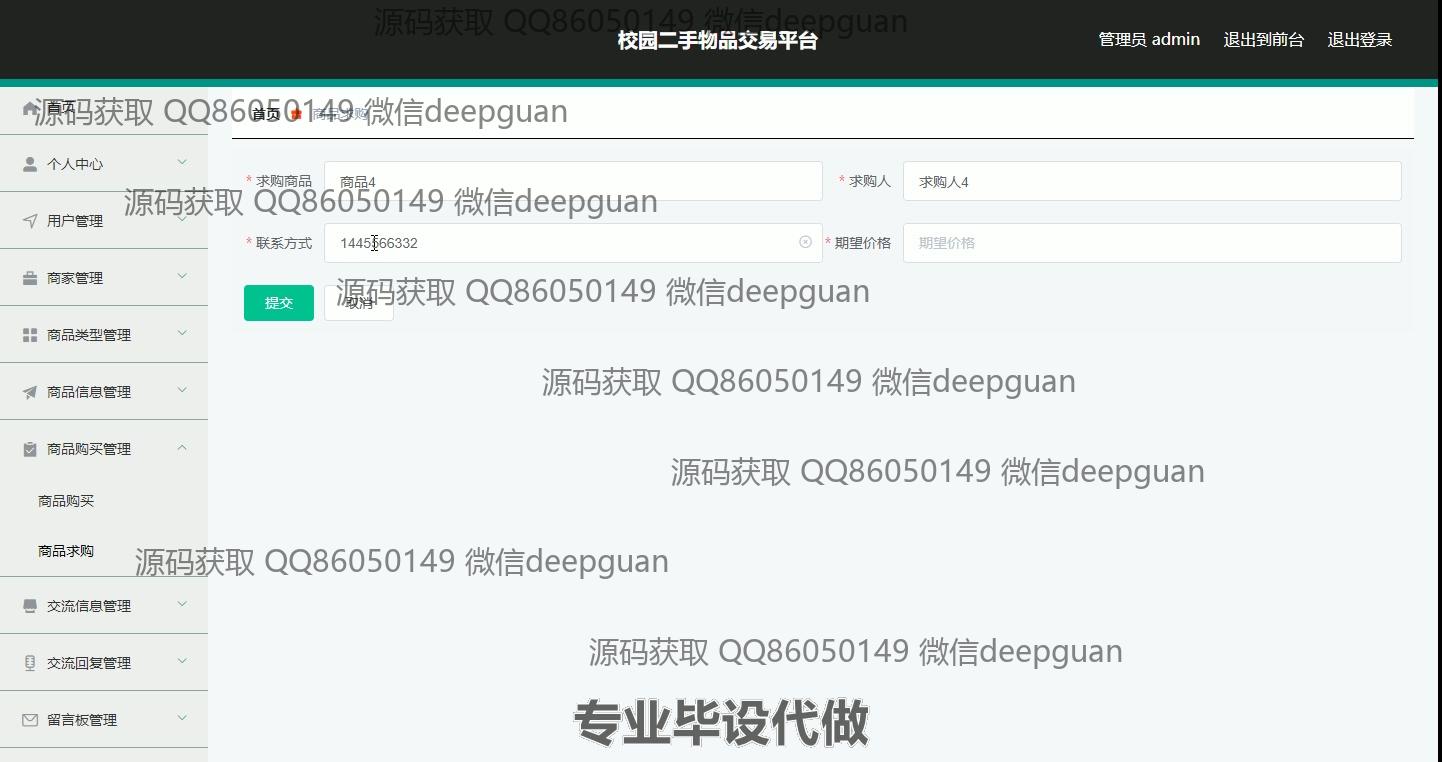 源码获取 QQ86050149 微信deepguan
校园二手物品交易平台
管理员 admin 退出到前台 退出登录
首页
源码获取 QQ86050149 微信deepguan
首页 商品求购
个人中心
* 求购商品 商品4 * 求购人 求购人4
源码获取 QQ86050149 微信deepguan
用户管理
* 联系方式 1445566332 * 期望价格 期望价格
商家管理
源码获取 QQ86050149 微信deepguan
提交 取消
商品类型管理
源码获取 QQ86050149 微信deepguan
商品信息管理
商品购买管理
源码获取 QQ86050149 微信deepguan
商品购买
商品求购
源码获取 QQ86050149 微信deepguan
交流信息管理
源码获取 QQ86050149 微信deepguan
交流回复管理
留言板管理
专业毕设代做